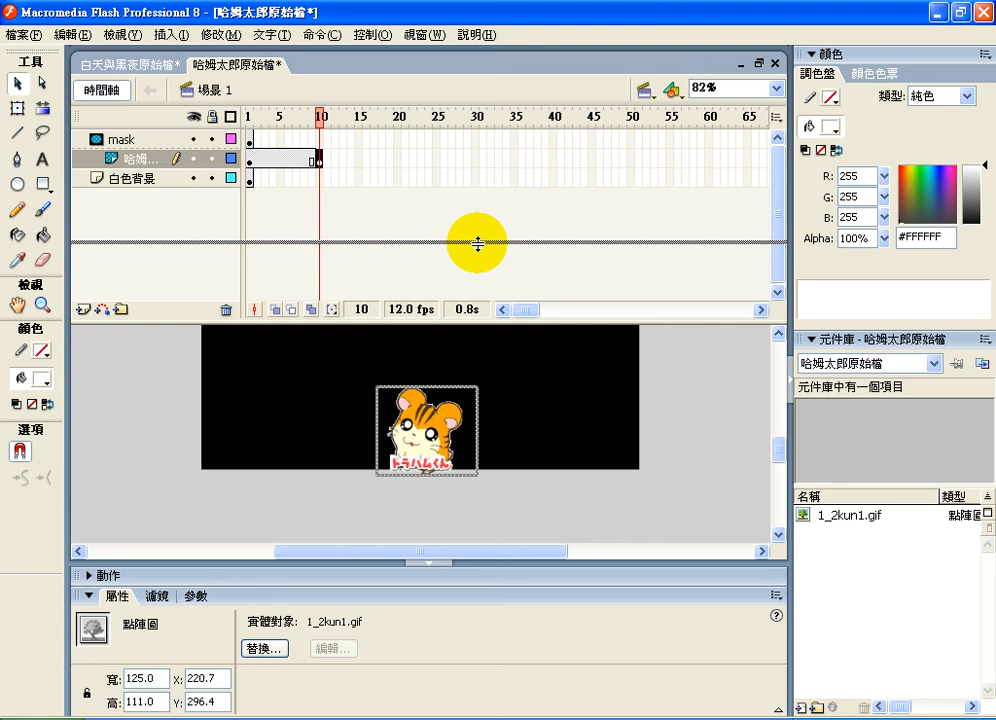 Macromedia Flash Professional 8 - [哈姆太郎原始檔*]
檔案(F) 編輯(E) 檢視(V) 插入(I) 修改(M) 文字(T) 命令(C) 控制(O) 視窗(W) 說明(H)
工具
白天與黑夜原始檔* 哈姆太郎原始檔*
時間軸 場景 1 82%
1 5 10 15 20 25 30 35 40 45 50 55 60 65
mask
哈姆...
白色背景
10 12.0 fps 0.8s
檢視
顏色
選項
トラハムくん
動作
屬性 濾鏡 參數
點陣圖
實體對象: 1_2kun1.gif
替換... 編輯...
寬: 125.0 X: 220.7
高: 111.0 Y: 296.4
顏色
調色盤 顏色色票
類型: 純色
R: 255
G: 255
B: 255
Alpha: 100% #FFFFFF
元件庫 - 哈姆太郎原始檔
哈姆太郎原始檔
元件庫中有一個項目
名稱 類型
1_2kun1.gif 點陣圖